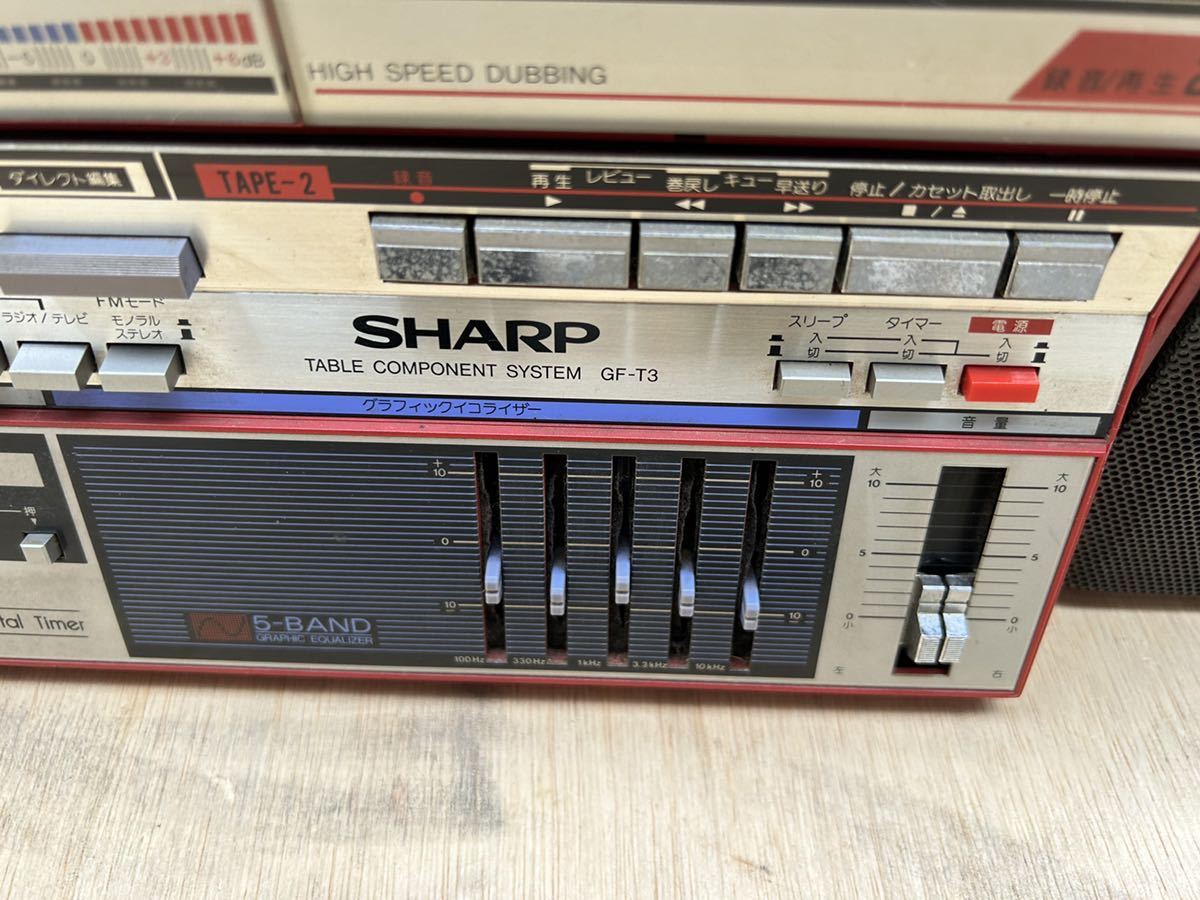 -5 0 +3 +6dB
HIGH SPEED DUBBING
録音/再生
ダイレクト編集
TAPE-2
録音
再生 レビュー 巻戻し キュー 早送り 停止/カセット取出し 一時停止
▶ ◀◀ ▶▶ ■/⏏ ⏸
FMモード
ラジオ/テレビ
モノラル
ステレオ
SHARP
TABLE COMPONENT SYSTEM GF-T3
スリープ タイマー 電源
入 入 入
切 切 切
グラフィックイコライザー
音量
押
+ +
10 10
0 0
10 10
5-BAND
GRAPHIC EQUALIZER
100Hz 330Hz 1kHz 3.3kHz 10kHz
大 大
10 10
5 5
0 0
小 小
左 右
tal Timer